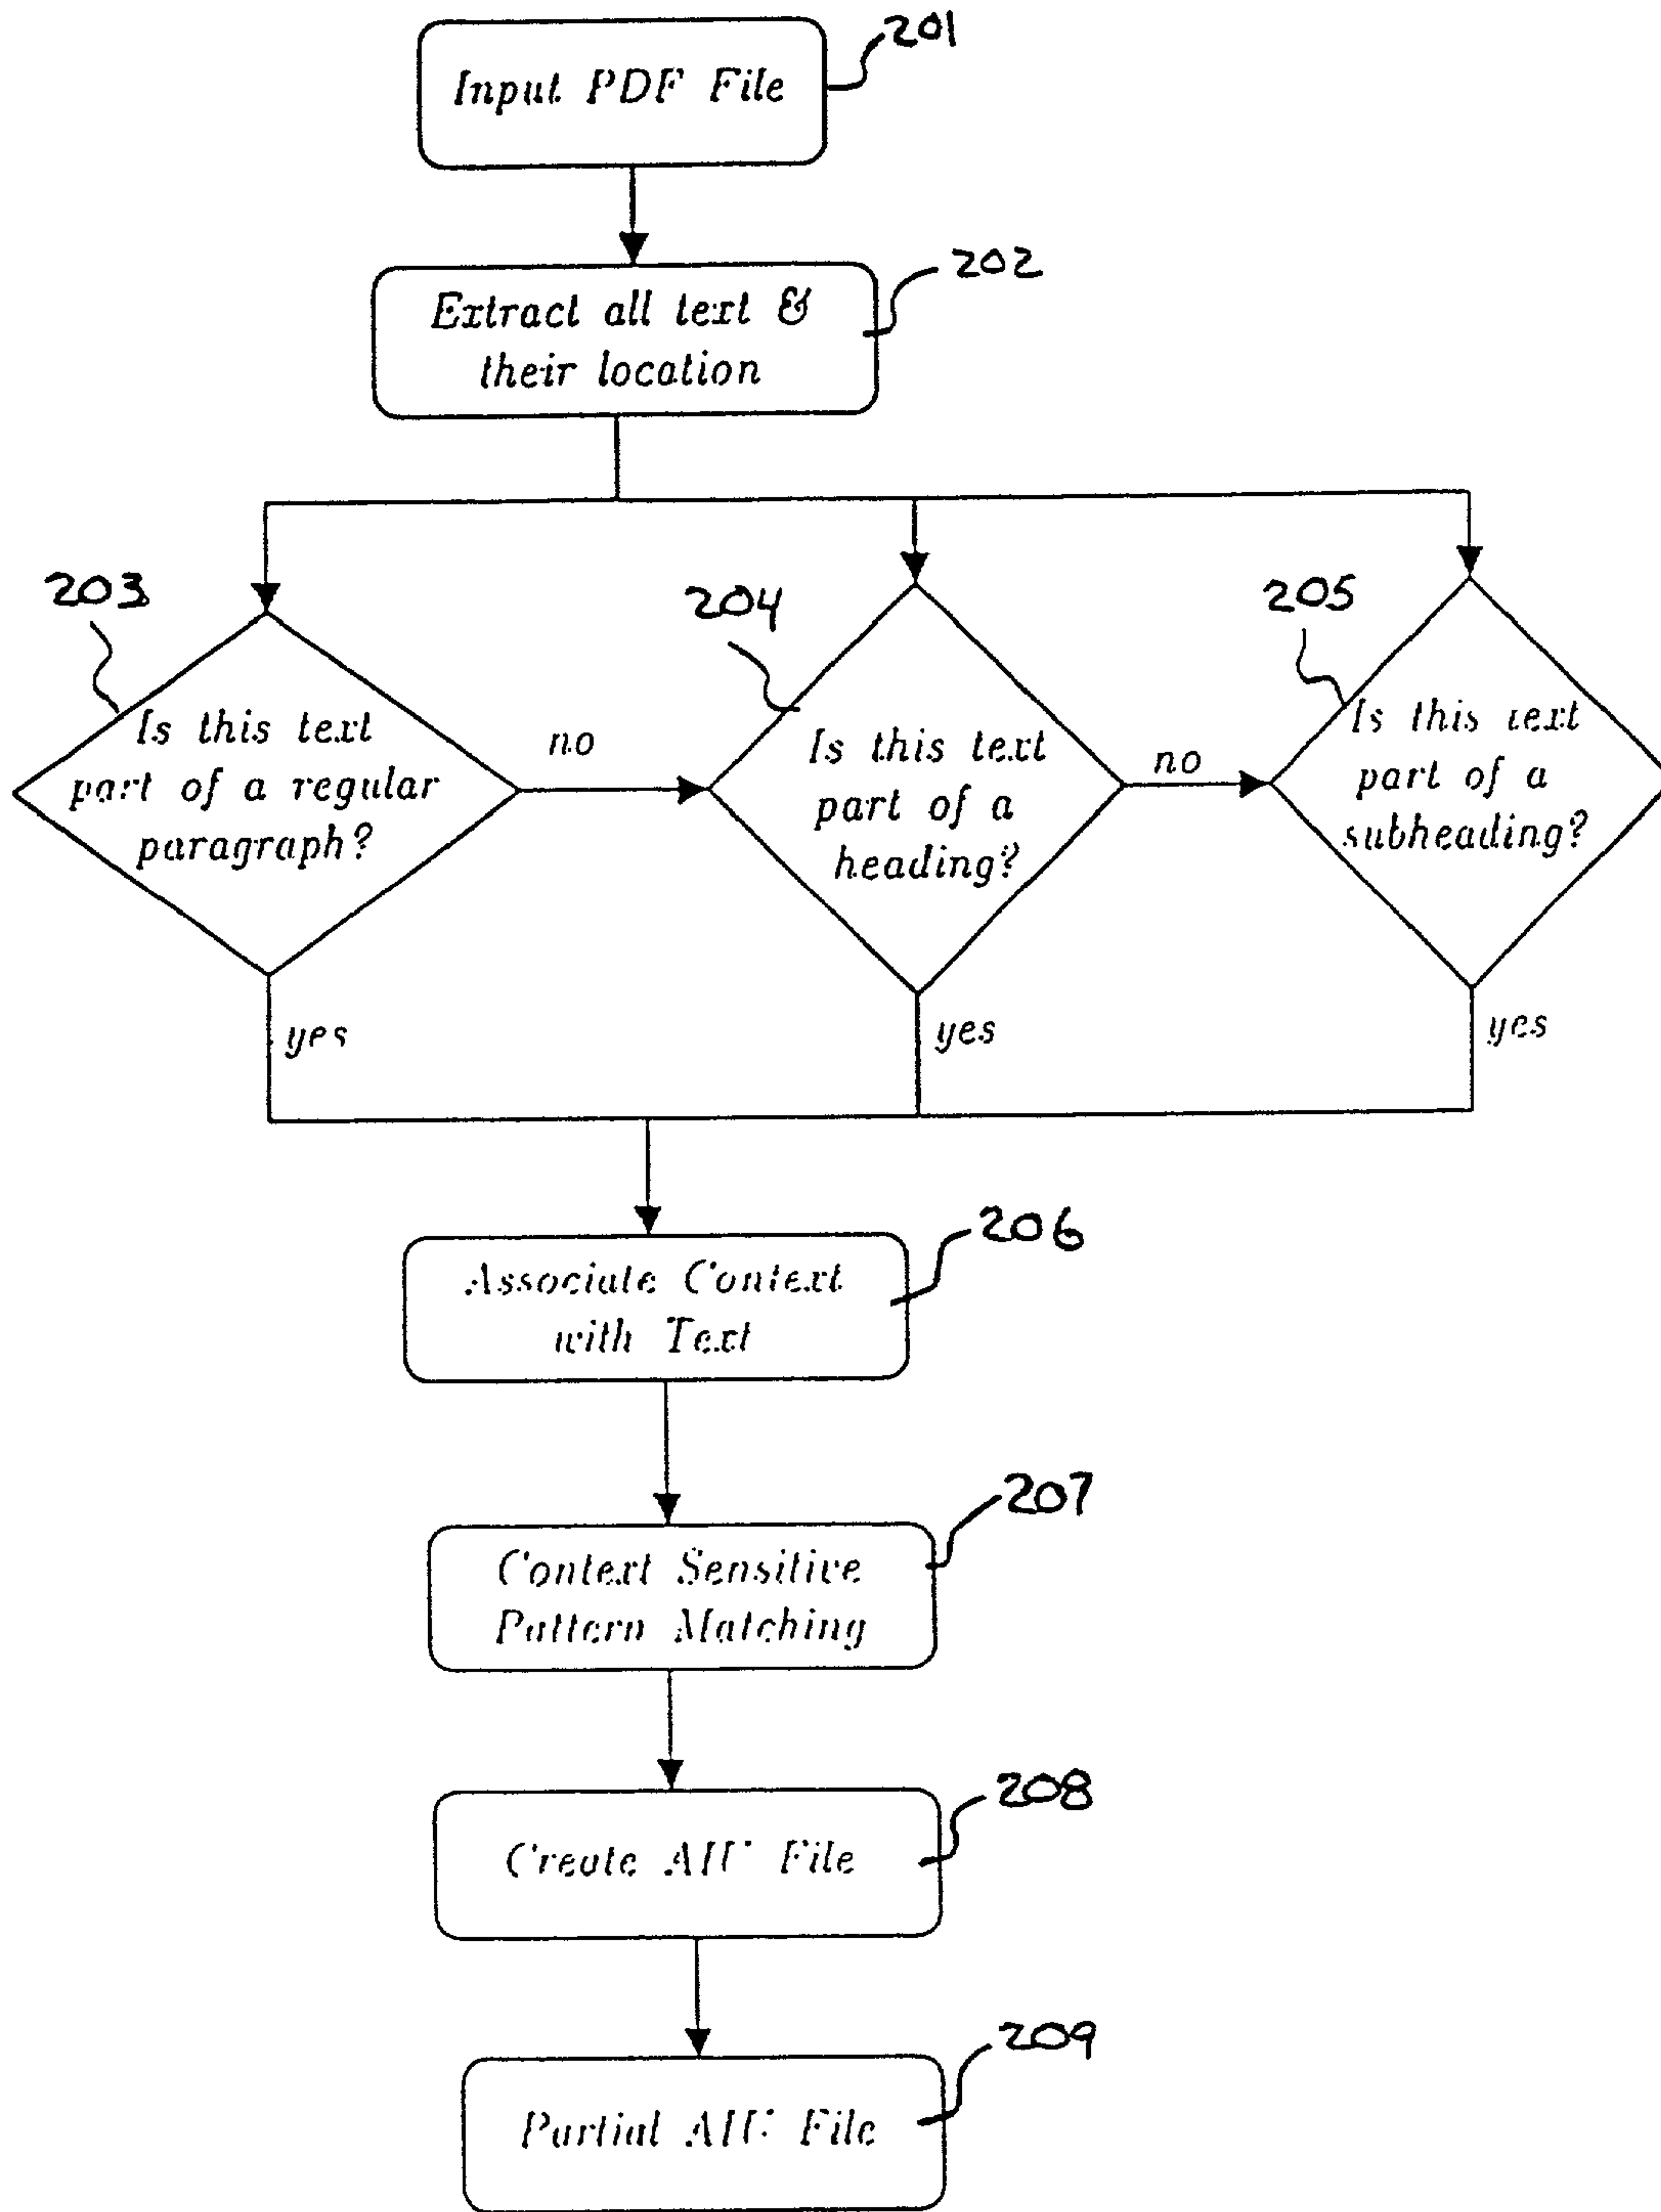 201
Input PDF File
202
Extract all text &
their location
203
204
205
Is this text
part of a regular
paragraph?
no
Is this text
part of a
heading?
no
Is this text
part of a
subheading?
yes
yes
yes
206
Associate Context
with Text
207
Context Sensitive
Pattern Matching
208
Create File
209
Partial File